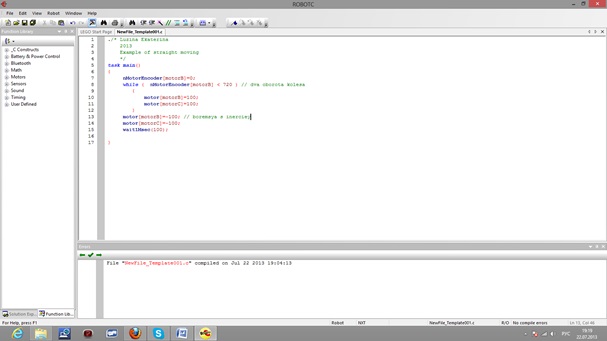 ROBOTC
File Edit View Robot Window Help
Function Library
LEGO Start Page NewFile_Template001.c
_C Constructs
Battery & Power Control
Bluetooth
Math
Motors
Sensors
Sound
Timing
User Defined
1 /* Luzina Ekaterina
2 2013
3 Example of straight moving
4 */
5 task main()
6 {
7 nMotorEncoder[motorB]=0;
8 while ( nMotorEncoder[motorB] < 720 ) // dva oborota kolesa
9 {
10 motor[motorB]=100;
11 motor[motorC]=100;
12 }
13 motor[motorB]=-100; // boremsya s inerciej
14 motor[motorC]=-100;
15 wait1Msec(100);
16
17 }
Errors
File "NewFile_Template001.c" compiled on Jul 22 2013 19:04:13
Solution Exp... Function Lib...
For Help, press F1 Robot NXT NewFile_Template001.c R/O No compile errors Ln 13, Col 46
РУС
19:19
22.07.2013